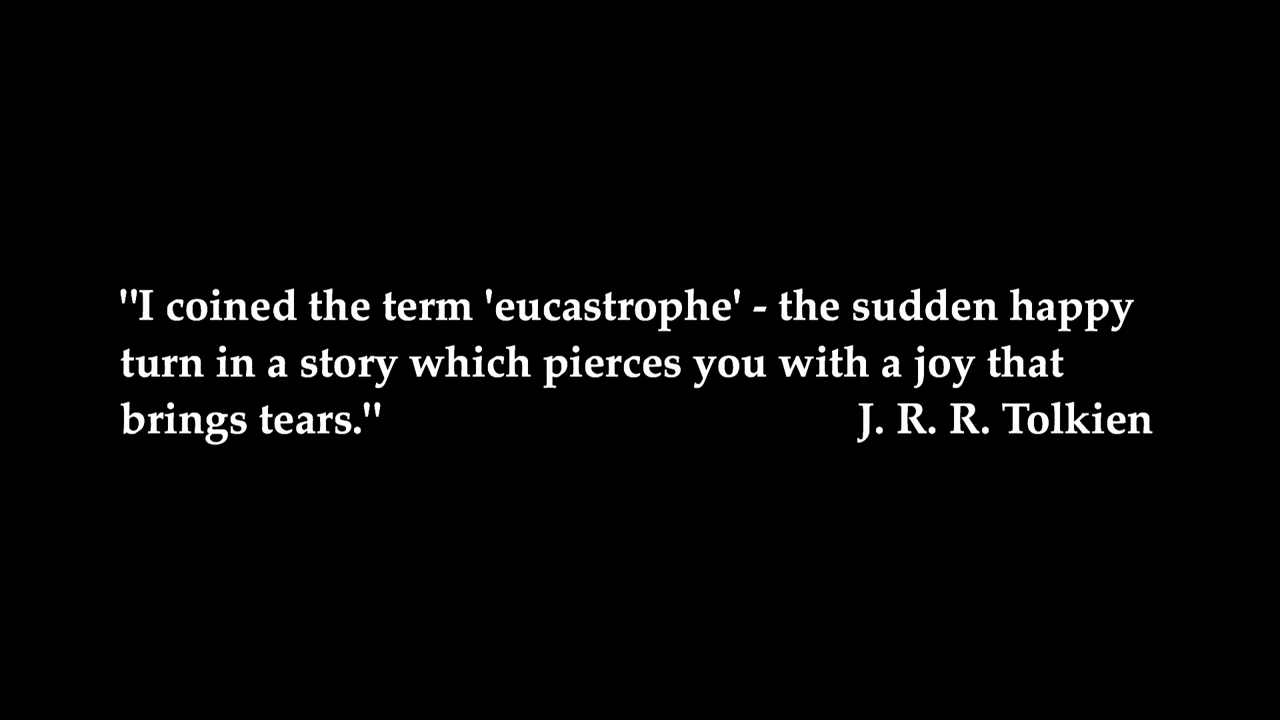 "I coined the term 'eucastrophe' - the sudden happy
turn in a story which pierces you with a joy that
brings tears." J. R. R. Tolkien